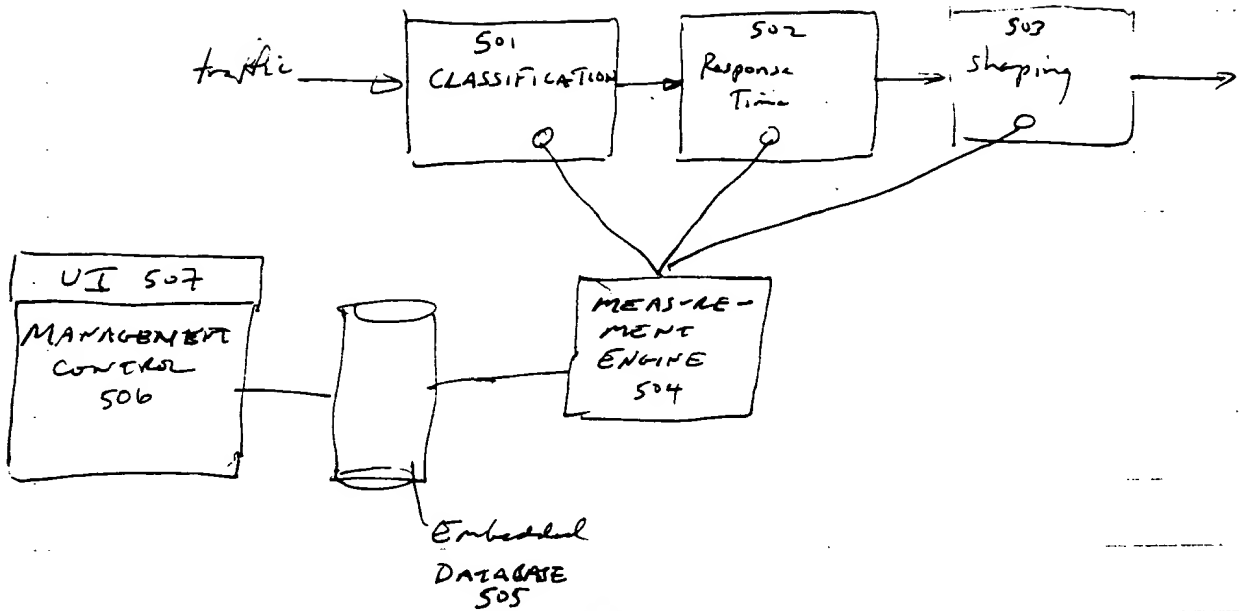 traffic
501
CLASSIFICATION
502
Response
Time
503
shaping
UI 507
MANAGEMENT
CONTROL
506
MEASURE-
MENT
ENGINE
504
Embedded
DATABASE
505